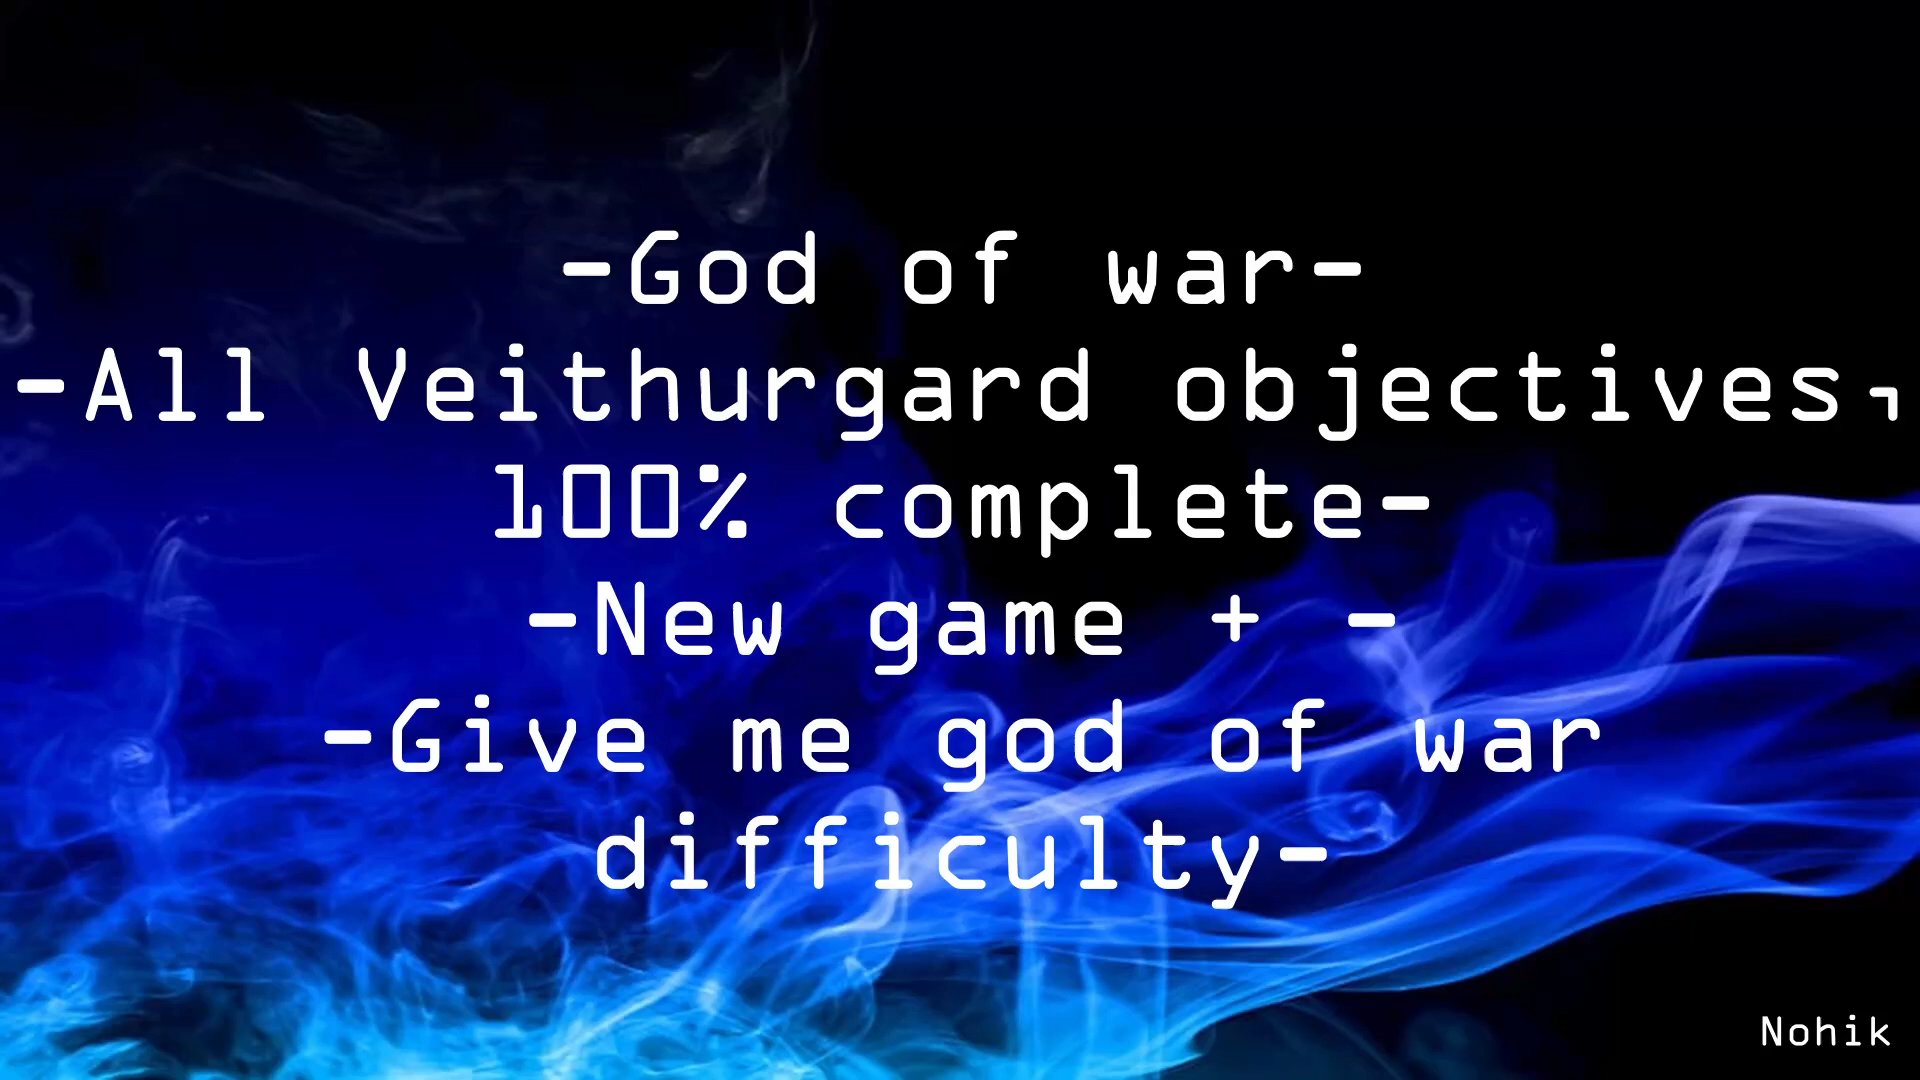 -God of war-
-All Veithurgard objectives,
100% complete-
-New game + -
-Give me god of war
difficulty-
Nohik